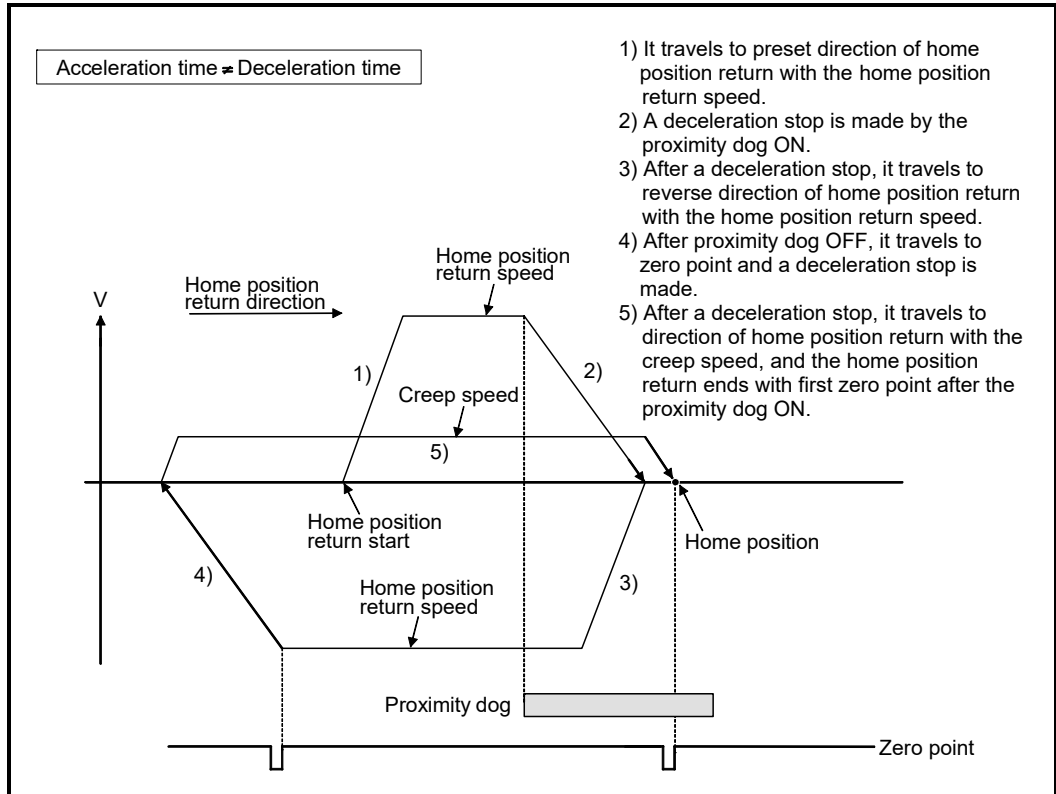 Acceleration time ≠ Deceleration time
1) It travels to preset direction of home
position return with the home position
return speed.
2) A deceleration stop is made by the
proximity dog ON.
3) After a deceleration stop, it travels to
reverse direction of home position return
with the home position return speed.
4) After proximity dog OFF, it travels to
zero point and a deceleration stop is
made.
5) After a deceleration stop, it travels to
direction of home position return with the
creep speed, and the home position
return ends with first zero point after the
proximity dog ON.
Home position
return speed
Home position
return direction
V
1)
2)
Creep speed
5)
Home position
return start
Home position
4)
3)
Home position
return speed
Proximity dog
Zero point